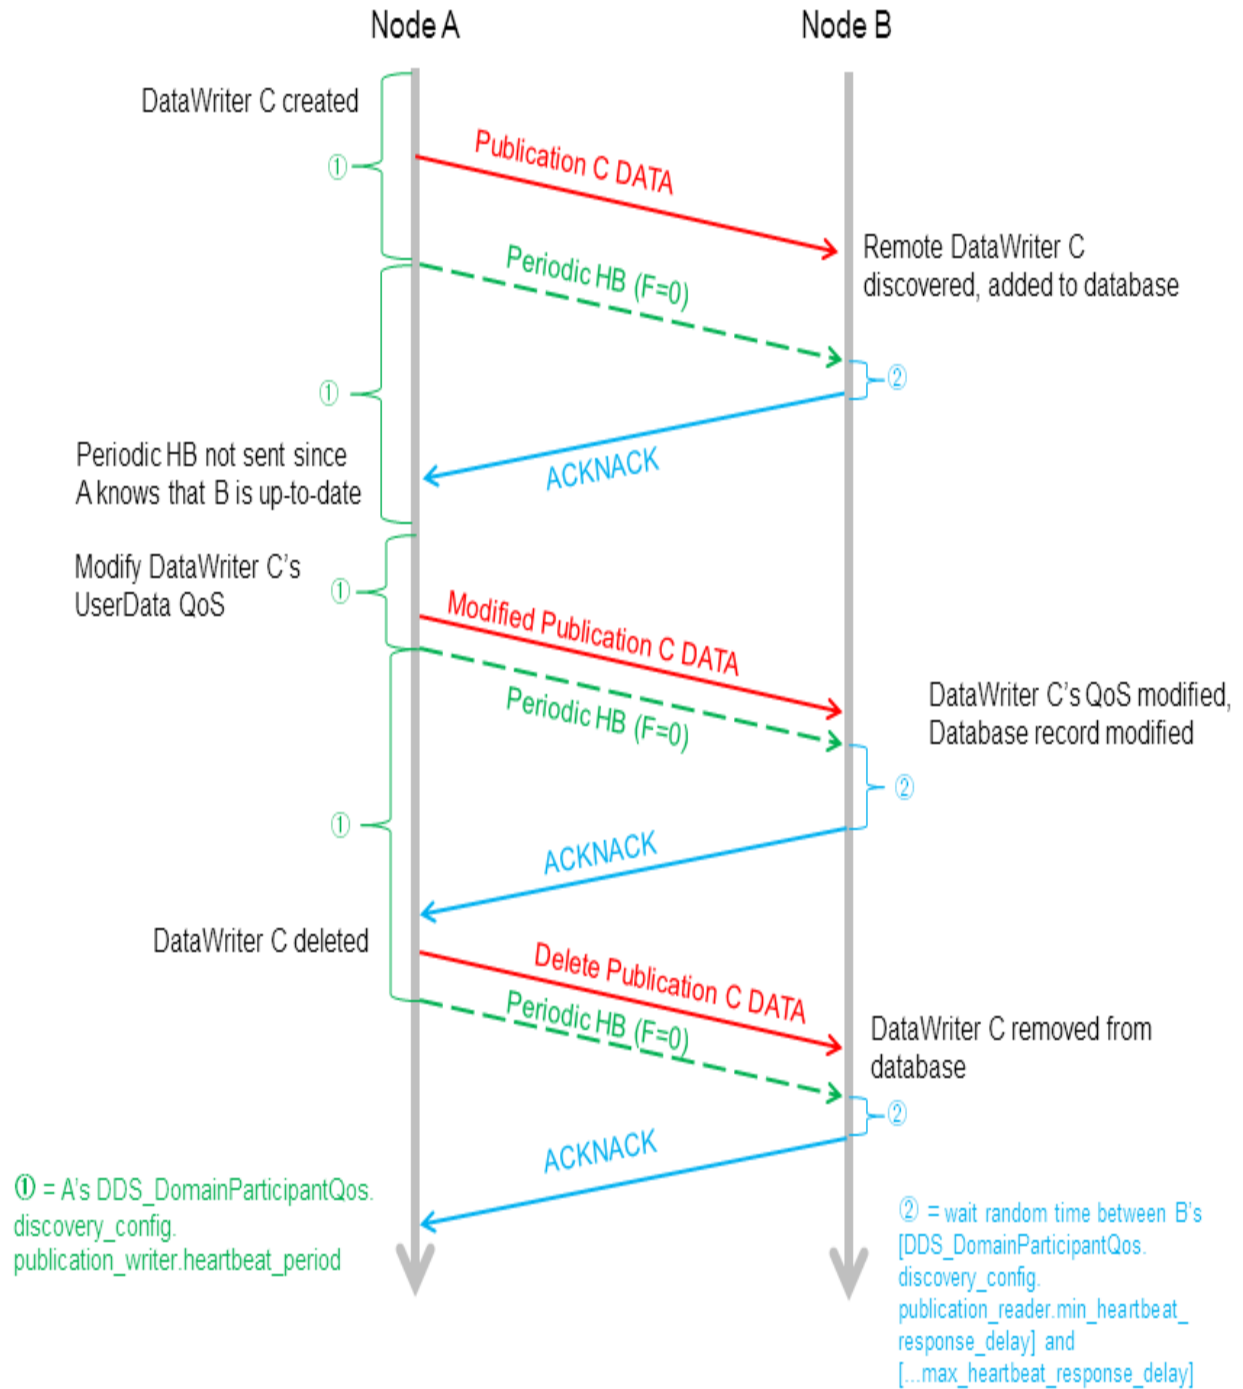 Node A
Node B
DataWriter C created
①
Publication C DATA
Remote DataWriter C
discovered, added to database
Periodic HB (F=0)
②
①
ACKNACK
Periodic HB not sent since
A knows that B is up-to-date
Modify DataWriter C's
UserData QoS
①
Modified Publication C DATA
Periodic HB (F=0)
DataWriter C's QoS modified,
Database record modified
②
①
ACKNACK
DataWriter C deleted
Delete Publication C DATA
Periodic HB (F=0)
DataWriter C removed from
database
②
ACKNACK
① = A's DDS_DomainParticipantQos.
discovery_config.
publication_writer.heartbeat_period
② = wait random time between B's
[DDS_DomainParticipantQos.
discovery_config.
publication_reader.min_heartbeat_
response_delay] and
[...max_heartbeat_response_delay]